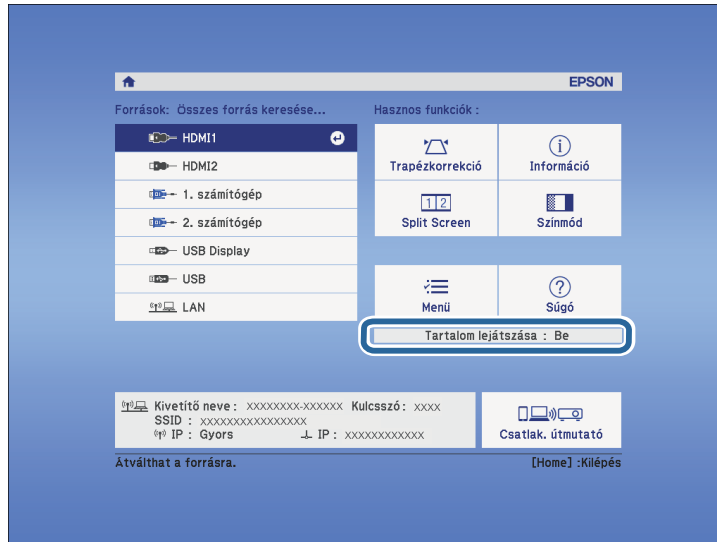 EPSON
Források: Összes forrás keresése...
HDMI1
HDMI2
1. számítógép
2. számítógép
USB Display
USB
LAN
Hasznos funkciók :
Trapézkorrekció
Információ
1 2
Split Screen
Színmód
Menü
Súgó
Tartalom lejátszása : Be
Kivetítő neve : XXXXXXXX-XXXXXX Kulcsszó : XXXX
SSID : XXXXXXXXXXXXXXXX
IP : Gyors IP : XXXXXXXXXXXX
Csatlak. útmutató
Átválthat a forrásra.
[Home] :Kilépés